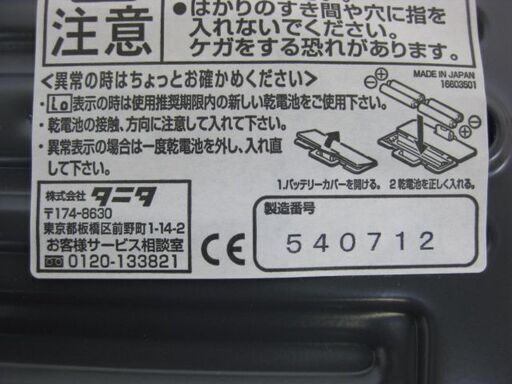 注意
●はかりのすき間や穴に指を
入れないでください。
ケガをする恐れがあります。
<異常の時はちょっとお確かめください>
・Lo表示の時は使用推奨期限内の新しい乾電池をご使用下さい。
・乾電池の接触、方向に注意して入れて下さい。
・異常表示の場合は一度乾電池を外し、入れ直
して下さい。
MADE IN JAPAN
16603501
1.バッテリーカバーを開ける。 2 乾電池を正しく入れる。
株式会社 タニタ
〒174-8630
東京都板橋区前野町1-14-2
お客様サービス相談室
0120-133821
CE
製造番号
540712